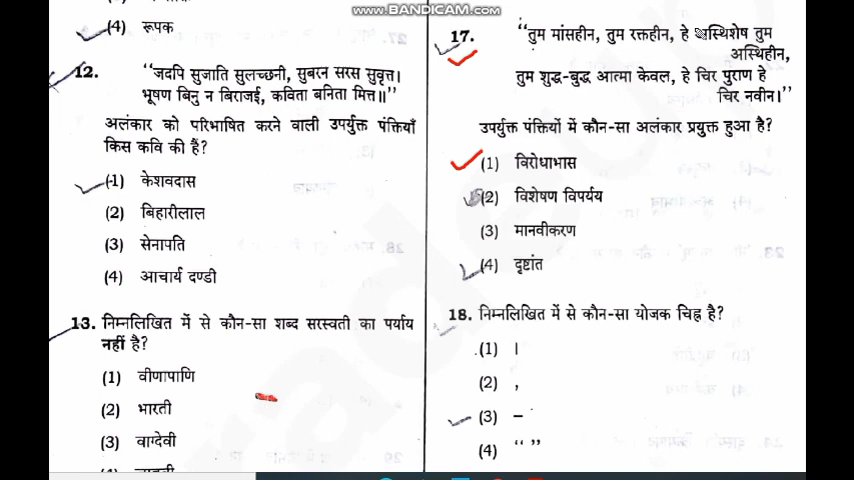 WWW.BANDICAM.COM
(4) रूपक
12. “जदपि सुजाति सुलच्छनी, सुबरन सरस सुवृत्त।
भूषण बिनु न बिराजई, कविता बनिता मित्त॥”
अलंकार को परिभाषित करने वाली उपर्युक्त पंक्तियाँ
किस कवि की हैं?
(1) केशवदास
(2) बिहारीलाल
(3) सेनापति
(4) आचार्य दण्डी
13. निम्नलिखित में से कौन-सा शब्द सरस्वती का पर्याय
नहीं है?
(1) वीणापाणि
(2) भारती
(3) वाग्देवी
17. “तुम मांसहीन, तुम रक्तहीन, हे अस्थिशेष तुम
अस्थिहीन,
तुम शुद्ध-बुद्ध आत्मा केवल, हे चिर पुराण हे
चिर नवीन।”
उपर्युक्त पंक्तियों में कौन-सा अलंकार प्रयुक्त हुआ है?
(1) विरोधाभास
(2) विशेषण विपर्यय
(3) मानवीकरण
(4) दृष्टांत
18. निम्नलिखित में से कौन-सा योजक चिह्न है?
(1) ।
(2) ,
(3) –
(4) “ ”